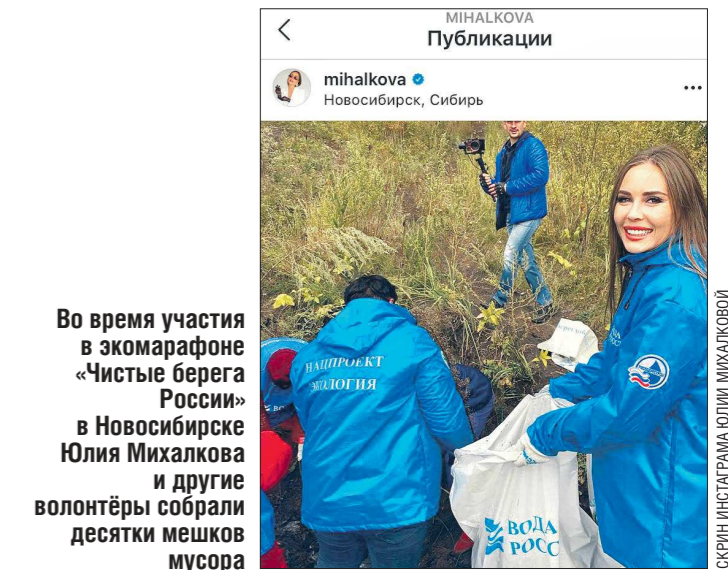 MIHALKOVA
Публикации
mihalkova
Новосибирск, Сибирь
НАЦПРОЕКТ
ЭКОЛОГИЯ
ВОДА
РОСС
Во время участия
в экомарафоне
«Чистые берега
России»
в Новосибирске
Юлия Михалкова
и другие
волонтёры собрали
десятки мешков
мусора
СКРИН ИНСТАГРАМА ЮЛИИ МИХАЛКОВОЙ